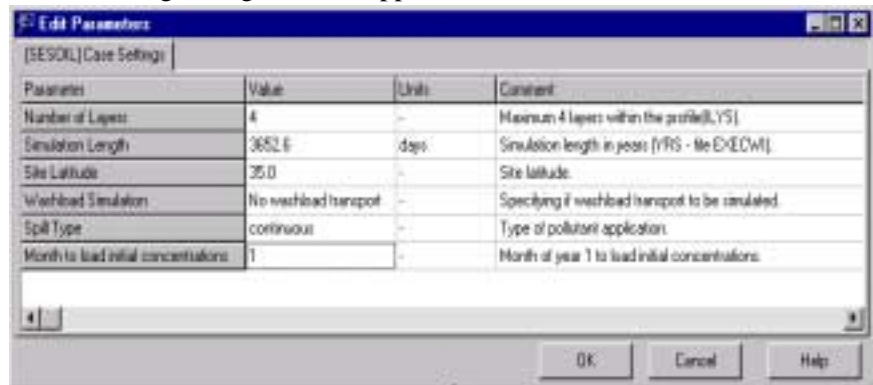 Edit Parameters
[SESOIL] Case Settings
Parameter Value Units Comment
Number of Layers 4 - Maximum 4 layers within the profile(ILYS).
Simulation Length 3652.6 days Simulation length in years (YRS - file EXECWI).
Site Latitude 35.0 - Site latitude.
Washload Simulation No washload transport - Specifying if washload transport to be simulated.
Spill Type continuous - Type of pollutant application.
Month to load initial concentrations 1 - Month of year 1 to load initial concentrations.
OK Cancel Help